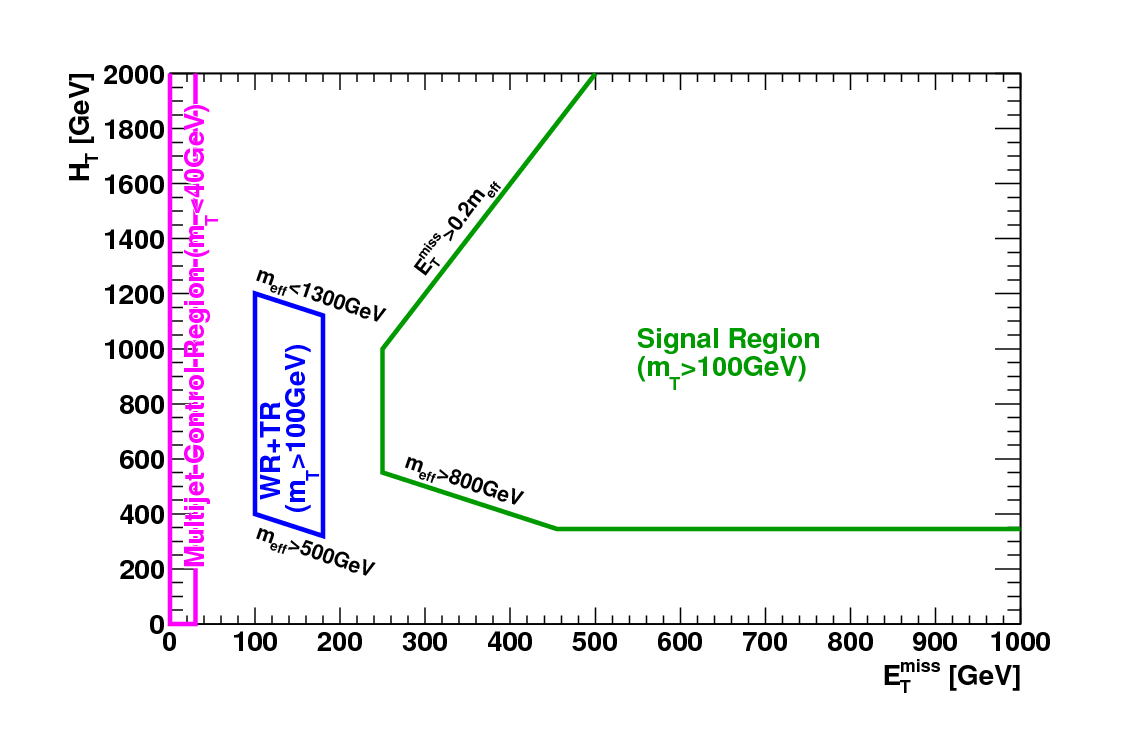 H_T [GeV]
2000
1800
1600
1400
1200
1000
800
600
400
200
0
Multijet-Control-Region-(m_T<40GeV)
m_eff<1300GeV
WR+TR
(m_T>100GeV)
m_eff>500GeV
E_T^miss>0.2m_eff
m_eff>800GeV
Signal Region
(m_T>100GeV)
0 100 200 300 400 500 600 700 800 900 1000
E_T^miss [GeV]